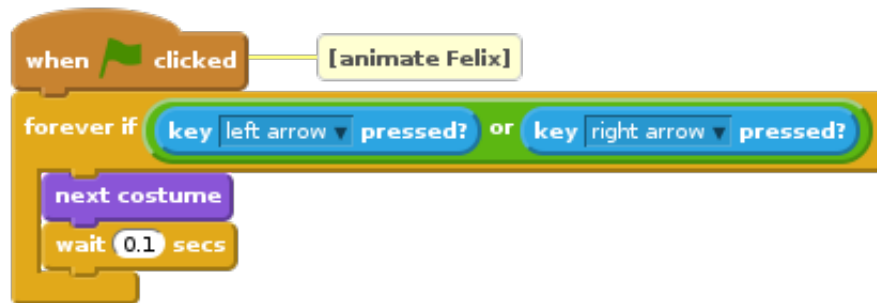 when clicked [animate Felix]
forever if key left arrow pressed? or key right arrow pressed?
next costume
wait 0.1 secs